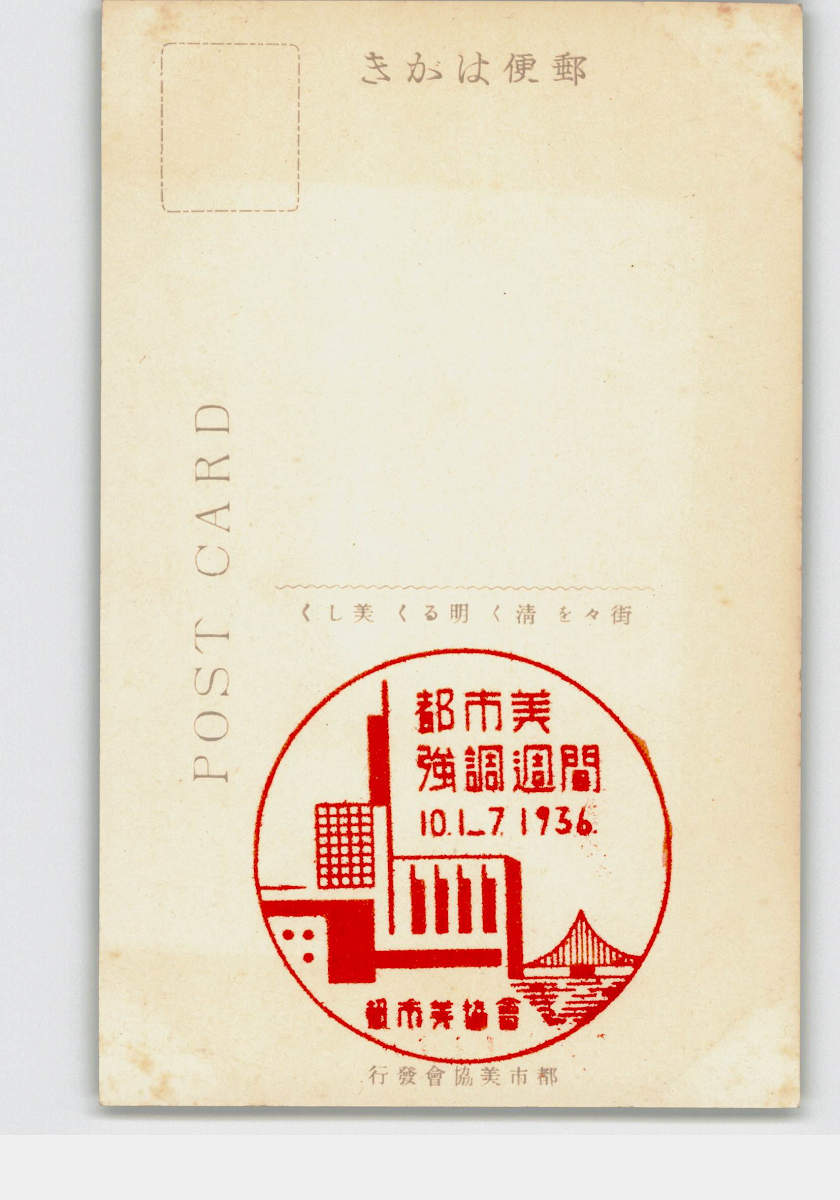 郵便はがき
POST CARD
街々を 清く 明るく 美しく
都市美
強調週間
10.1_7.1936.
都市美協會
都市美協會發行